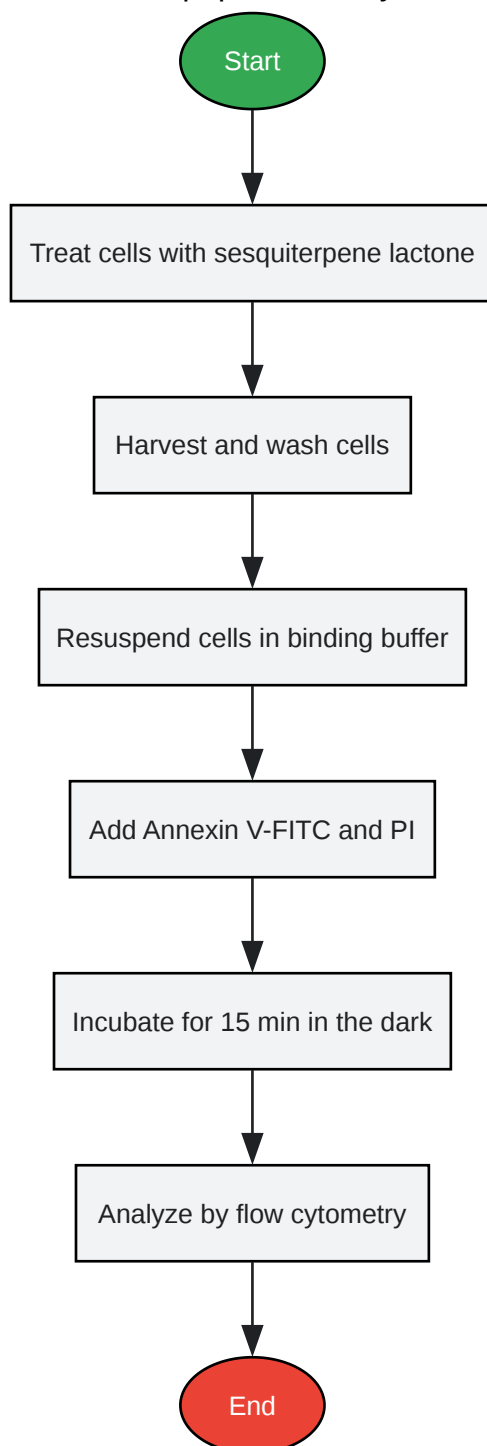 Start
Treat cells with sesquiterpene lactone
Harvest and wash cells
Resuspend cells in binding buffer
Add Annexin V-FITC and PI
Incubate for 15 min in the dark
Analyze by flow cytometry
End